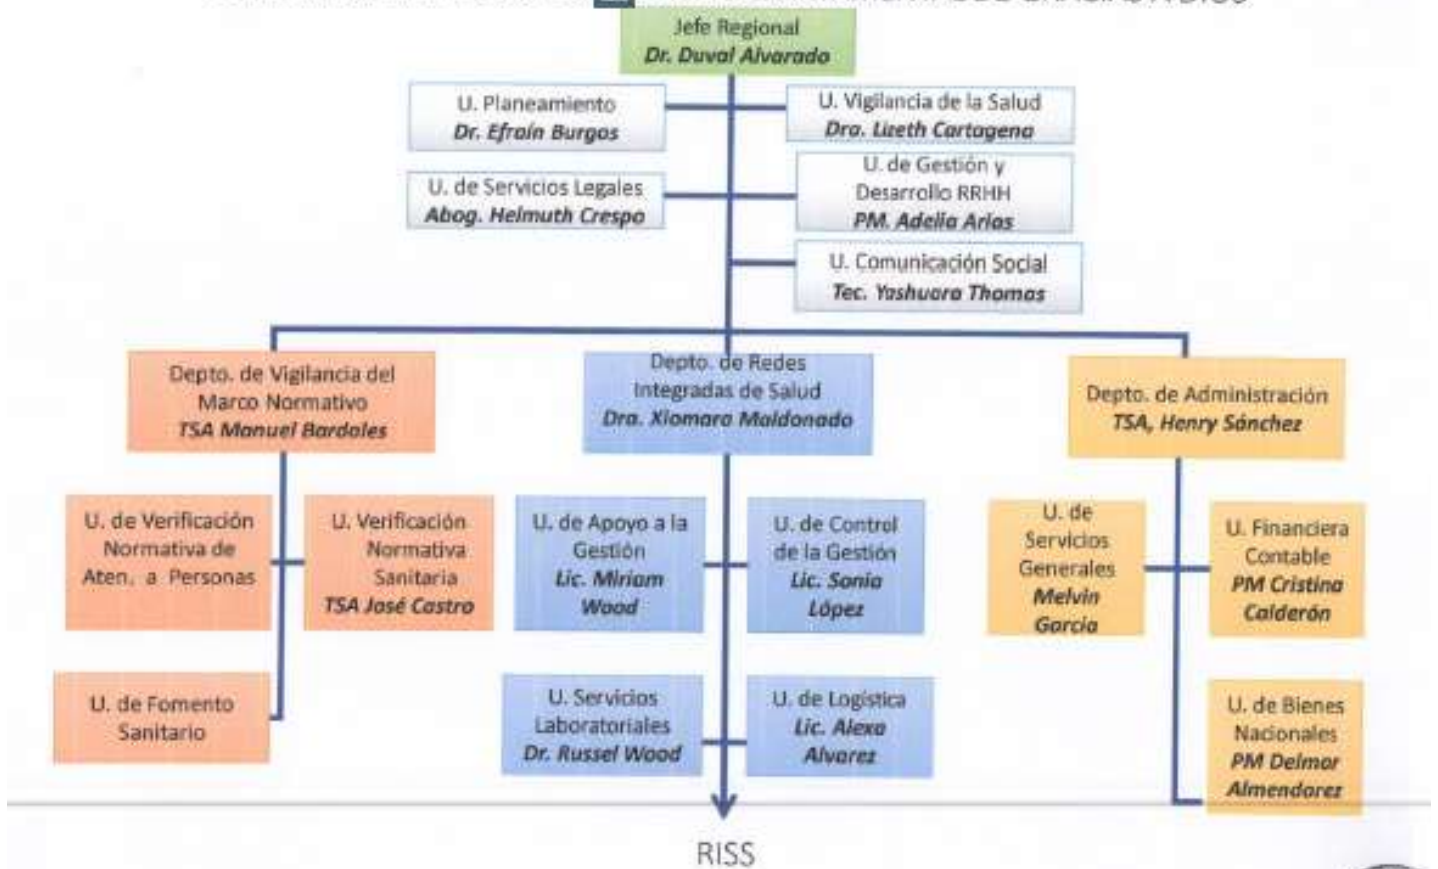 Jefe Regional
Dr. Duval Alvarado
U. Planeamiento
Dr. Efraín Burgos
U. Vigilancia de la Salud
Dra. Lizeth Cartagena
U. de Servicios Legales
Abog. Helmuth Crespo
U. de Gestión y
Desarrollo RRHH
PM. Adelia Arias
U. Comunicación Social
Tec. Yashuara Thomas
Depto. de Vigilancia del
Marco Normativo
TSA Manuel Bardales
Depto. de Redes
Integradas de Salud
Dra. Xiomara Maldonado
Depto. de Administración
TSA, Henry Sánchez
U. de Verificación
Normativa de
Aten. a Personas
U. Verificación
Normativa
Sanitaria
TSA José Castro
U. de Apoyo a la
Gestión
Lic. Miriam
Wood
U. de Control
de la Gestión
Lic. Sonia
López
U. de
Servicios
Generales
Melvin
Garcia
U. Financiera
Contable
PM Cristina
Calderón
U. de Fomento
Sanitario
U. Servicios
Laboratoriales
Dr. Russel Wood
U. de Logística
Lic. Alexa
Alvarez
U. de Bienes
Nacionales
PM Delmar
Almendarez
RISS